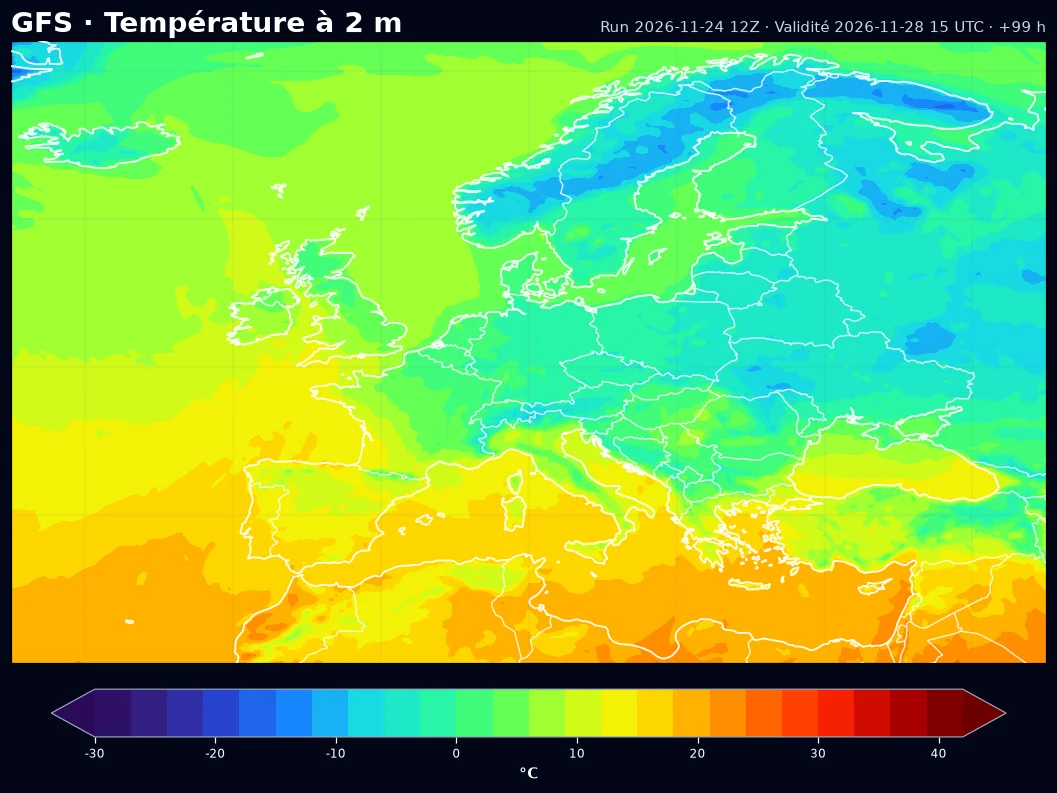 GFS · Température à 2 m
Run 2026-11-24 12Z · Validité 2026-11-28 15 UTC · +99 h
-30 -20 -10 0 10 20 30 40
°C